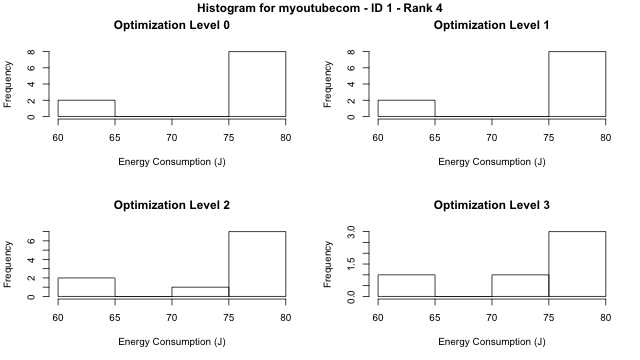 Histogram for myoutubecom - ID 1 - Rank 4
Optimization Level 0
Frequency
0 2 4 6 8
60 65 70 75 80
Energy Consumption (J)
Optimization Level 1
Frequency
0 2 4 6 8
60 65 70 75 80
Energy Consumption (J)
Optimization Level 2
Frequency
0 2 4 6
60 65 70 75 80
Energy Consumption (J)
Optimization Level 3
Frequency
0.0 1.5 3.0
60 65 70 75 80
Energy Consumption (J)